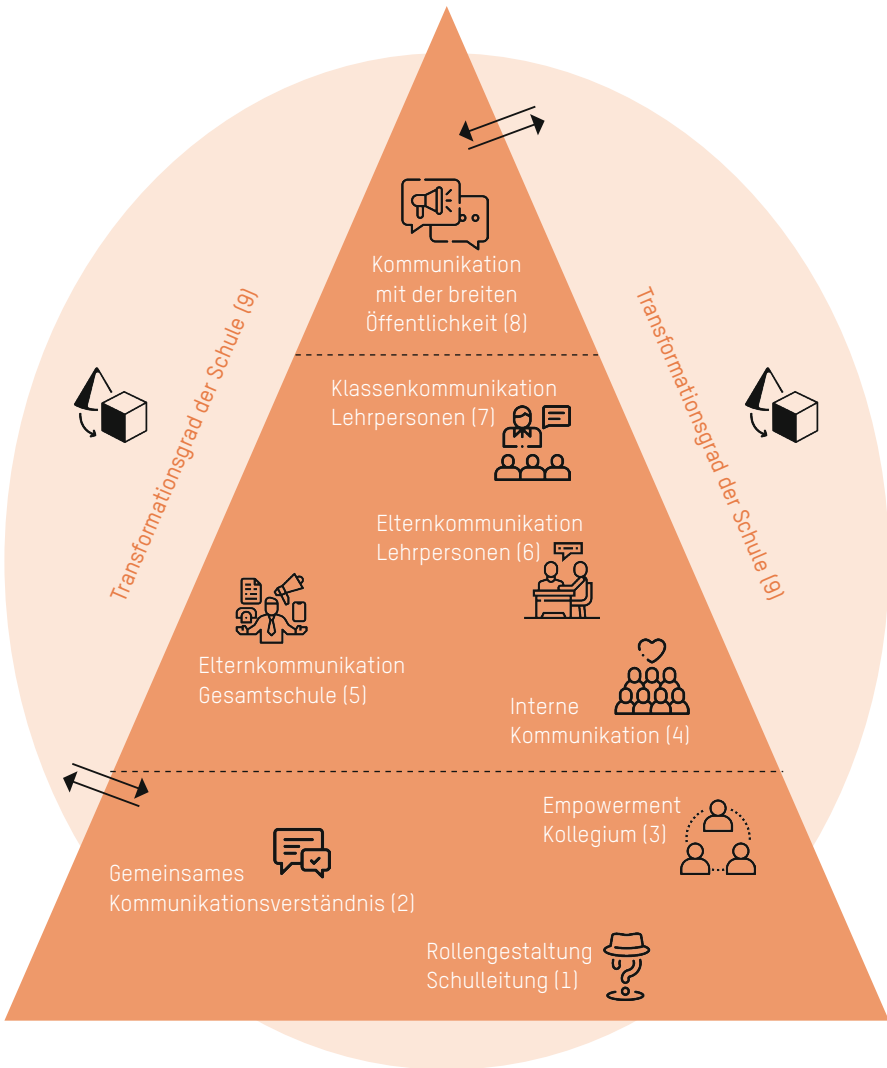 Kommunikation
mit der breiten
Öffentlichkeit (8)
Transformationsgrad der Schule (9)
Transformationsgrad der Schule (9)
Klassenkommunikation
Lehrpersonen (7)
Elternkommunikation
Lehrpersonen (6)
Elternkommunikation
Gesamtschule (5)
Interne
Kommunikation (4)
Empowerment
Kollegium (3)
Gemeinsames
Kommunikationsverständnis (2)
Rollengestaltung
Schulleitung (1)